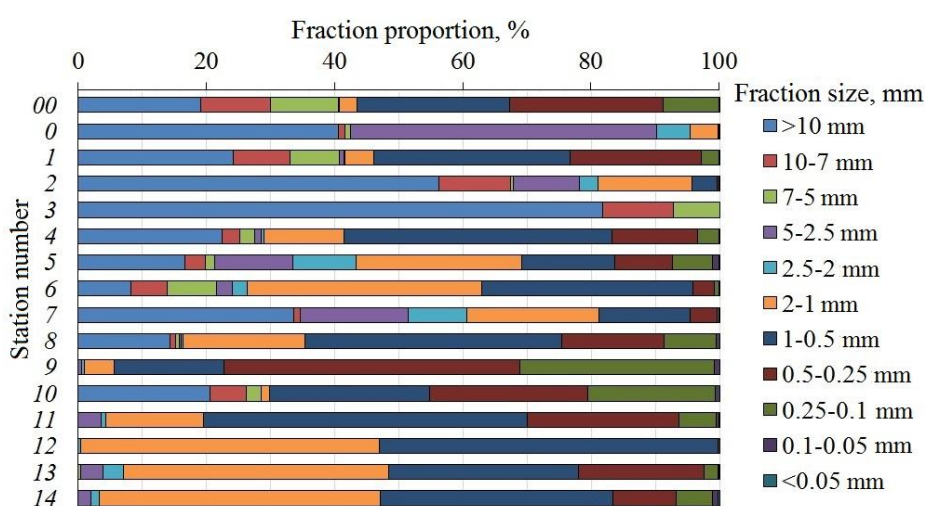 Fraction proportion, %
0 20 40 60 80 100
Fraction size, mm
>10 mm
10-7 mm
7-5 mm
5-2.5 mm
2.5-2 mm
2-1 mm
1-0.5 mm
0.5-0.25 mm
0.25-0.1 mm
0.1-0.05 mm
<0.05 mm
Station number
00
0
1
2
3
4
5
6
7
8
9
10
11
12
13
14